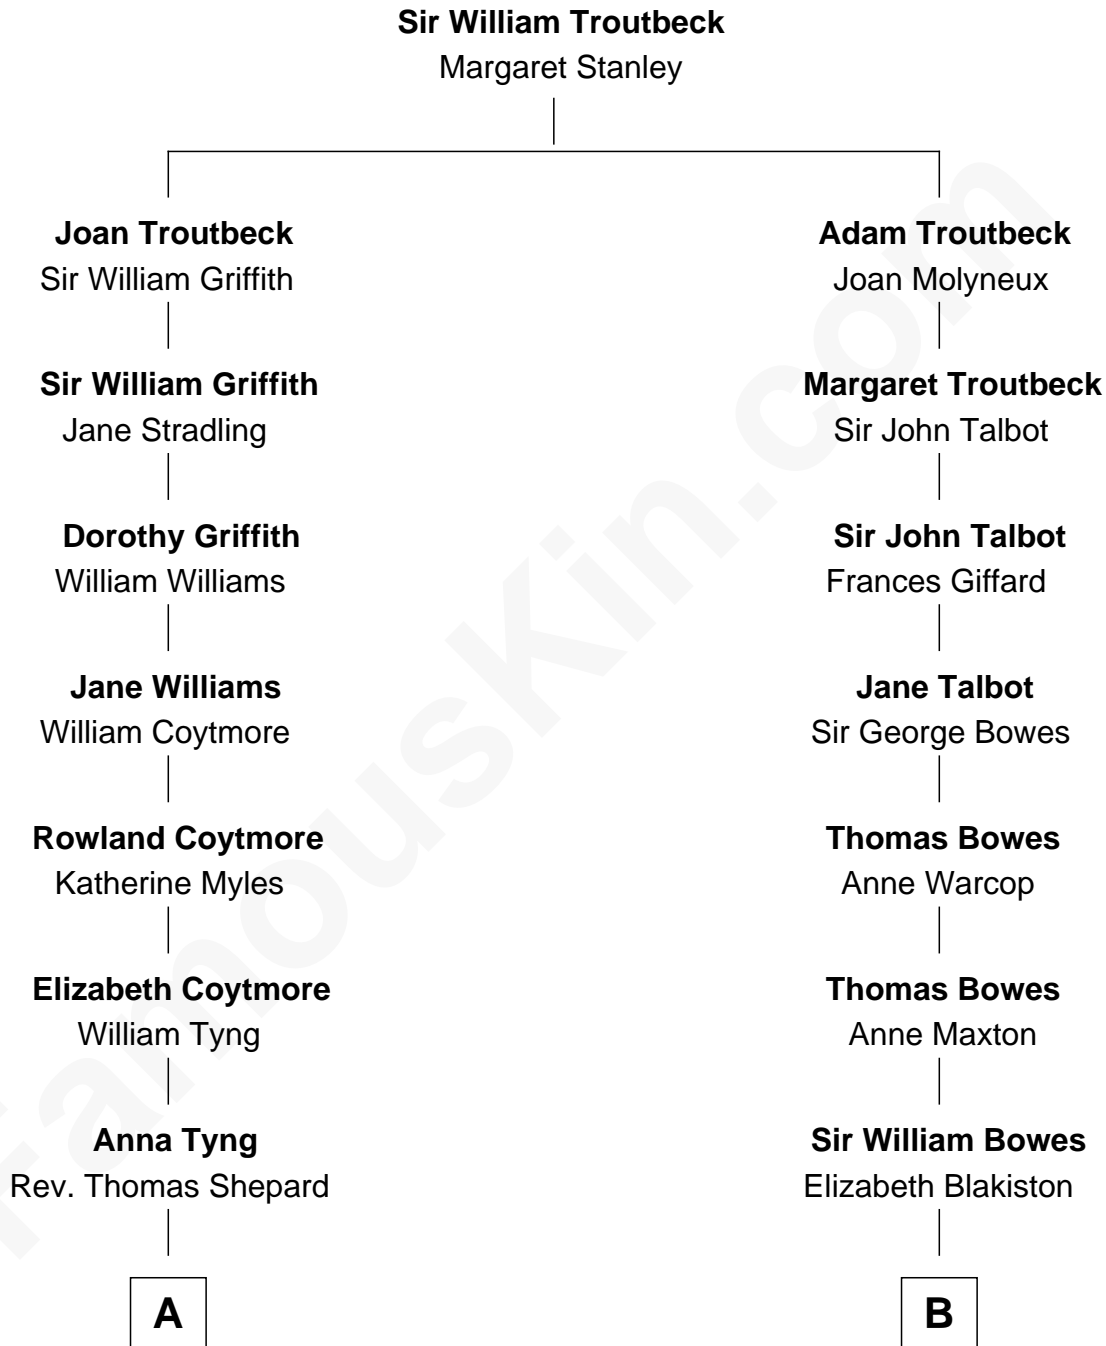 Sir William Troutbeck
Margaret Stanley
Joan Troutbeck
Sir William Griffith
Adam Troutbeck
Joan Molyneux
Sir William Griffith
Jane Stradling
Margaret Troutbeck
Sir John Talbot
Dorothy Griffith
William Williams
Sir John Talbot
Frances Giffard
Jane Williams
William Coytmore
Jane Talbot
Sir George Bowes
Rowland Coytmore
Katherine Myles
Thomas Bowes
Anne Warcop
Elizabeth Coytmore
William Tyng
Thomas Bowes
Anne Maxton
Anna Tyng
Rev. Thomas Shepard
Sir William Bowes
Elizabeth Blakiston
A
B
FamousKin.com